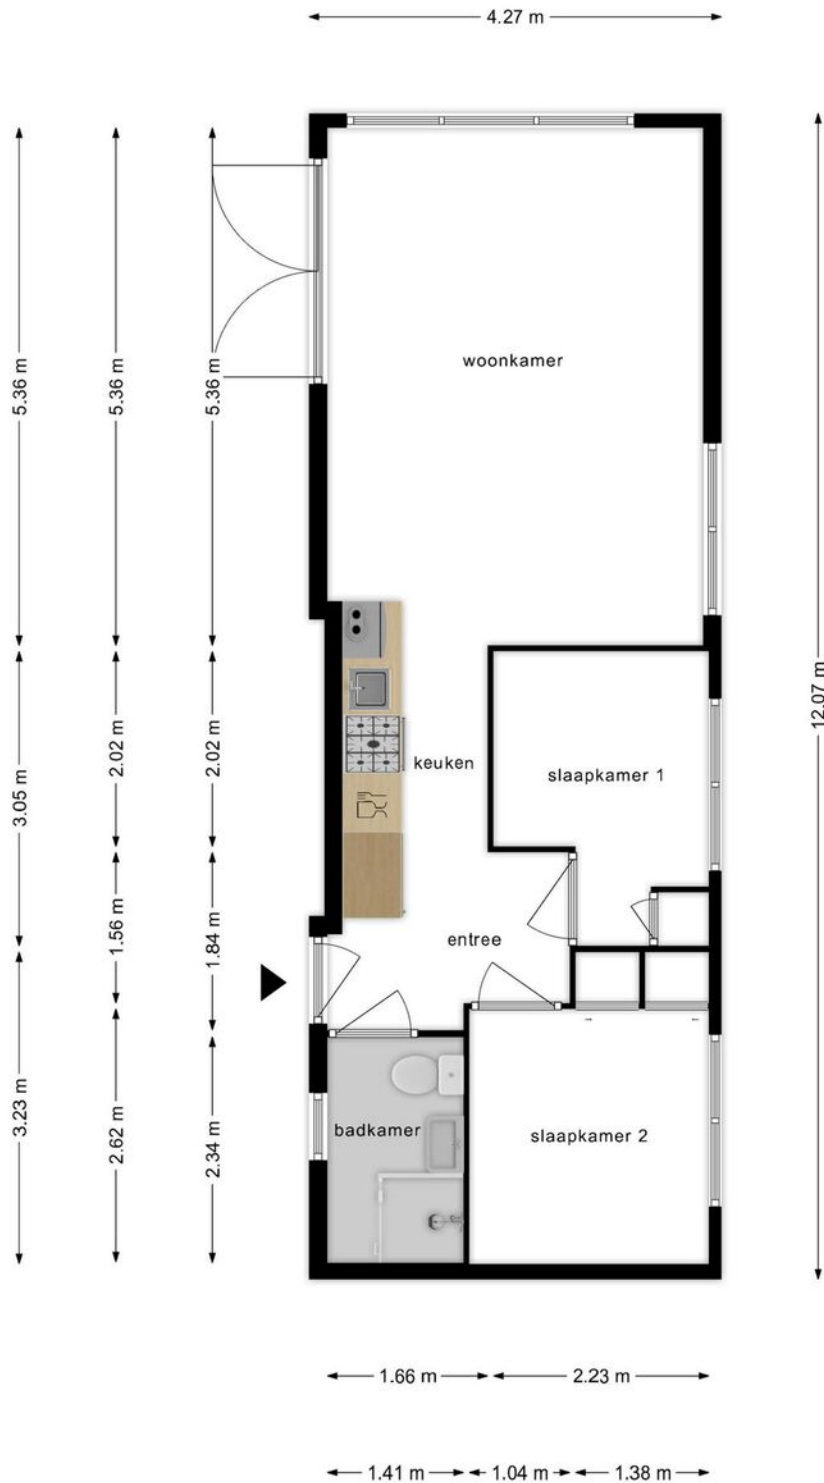 4.27 m
5.36 m
5.36 m
5.36 m
woonkamer
12.07 m
3.05 m
2.02 m
2.02 m
keuken
slaapkamer 1
1.56 m
1.84 m
entree
3.23 m
2.62 m
2.34 m
badkamer
slaapkamer 2
1.66 m
2.23 m
1.41 m
1.04 m
1.38 m